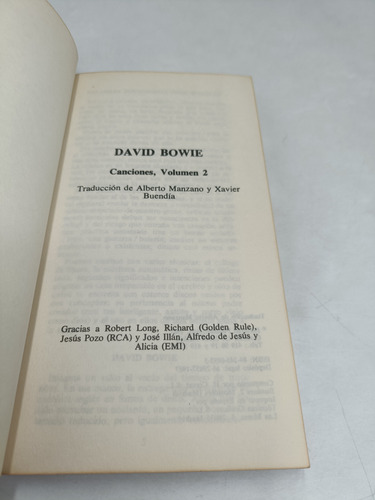 DAVID BOWIE
Canciones, Volumen 2
Traducción de Alberto Manzano y Xavier
Buendía
Gracias a Robert Long, Richard (Golden Rule),
Jesús Pozo (RCA) y José Illán, Alfredo de Jesús y
Alicia (EMI)